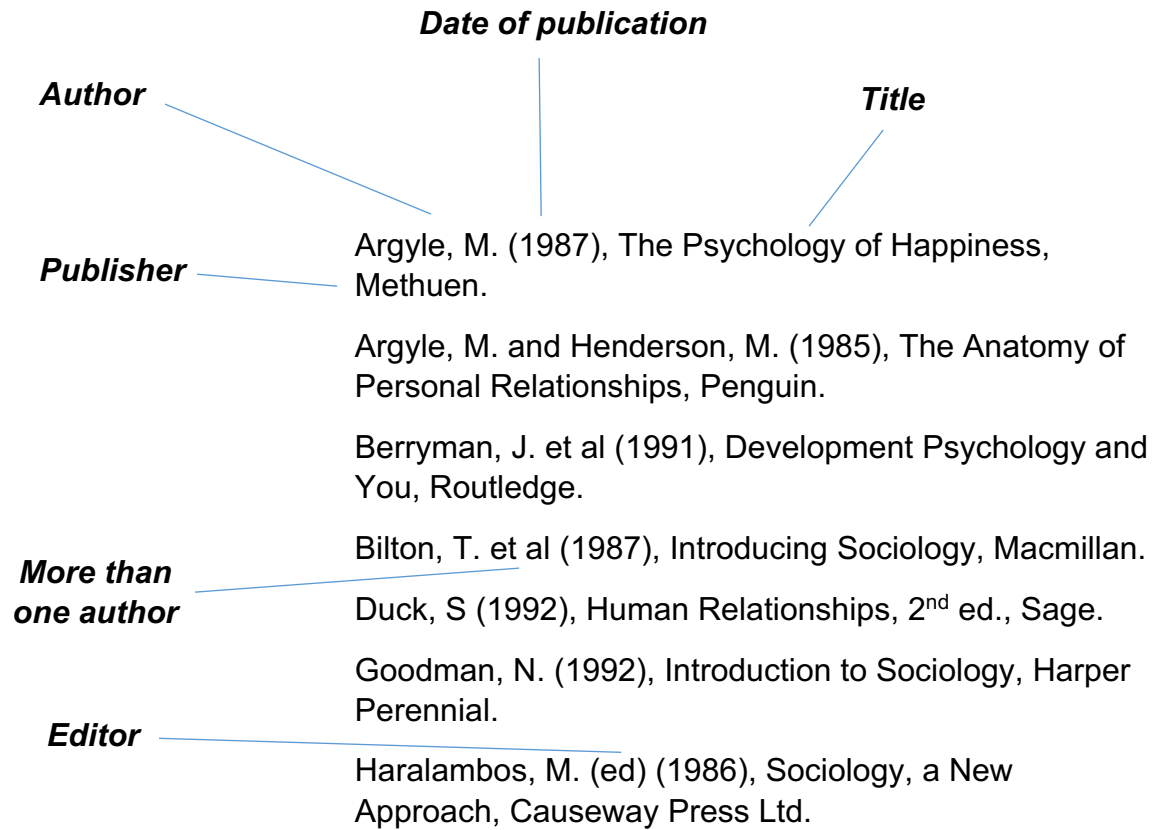 Date of publication
Author
Title
Argyle, M. (1987), The Psychology of Happiness,
Methuen.
Publisher
Argyle, M. and Henderson, M. (1985), The Anatomy of
Personal Relationships, Penguin.
Berryman, J. et al (1991), Development Psychology and
You, Routledge.
Bilton, T. et al (1987), Introducing Sociology, Macmillan.
More than
one author
Duck, S (1992), Human Relationships, 2nd ed., Sage.
Goodman, N. (1992), Introduction to Sociology, Harper
Perennial.
Editor
Haralambos, M. (ed) (1986), Sociology, a New
Approach, Causeway Press Ltd.